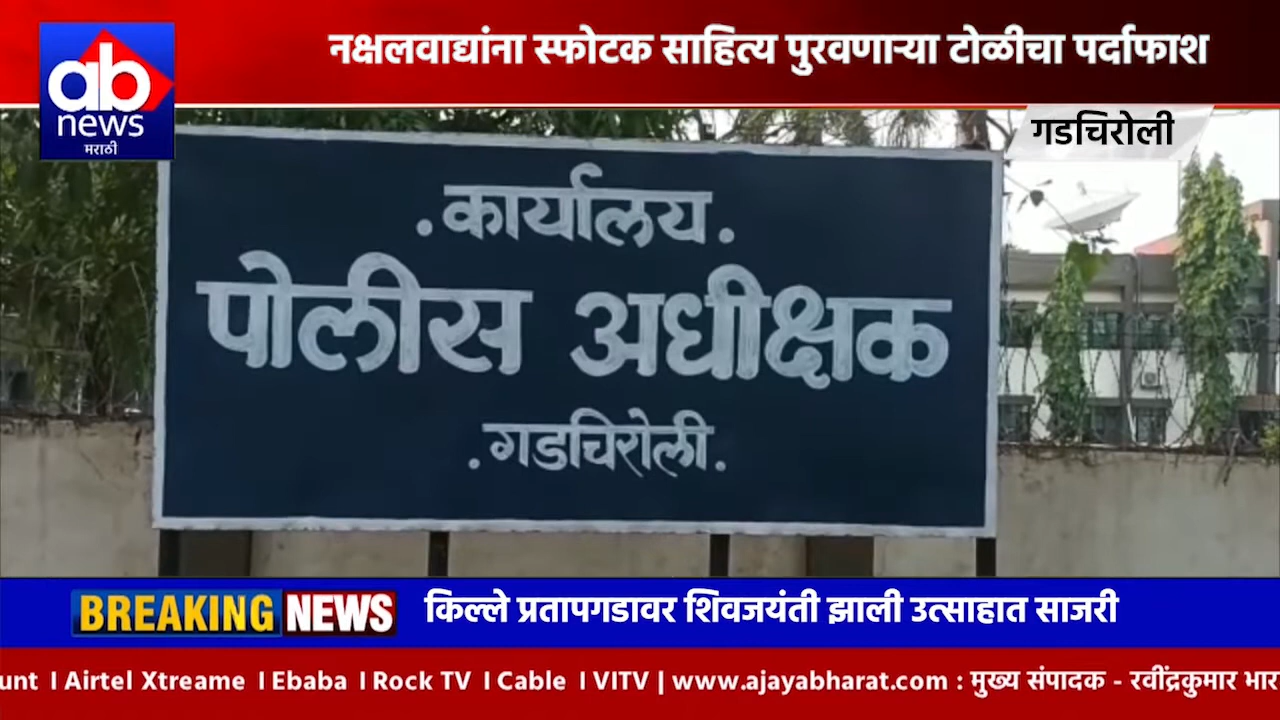 ab
news
मराठी
नक्षलवाद्यांना स्फोटक साहित्य पुरवणाऱ्या टोळीचा पर्दाफाश
गडचिरोली
.कार्यालय.
पोलीस अधीक्षक
.गडचिरोली.
BREAKING NEWS किल्ले प्रतापगडावर शिवजयंती झाली उत्साहात साजरी
unt I Airtel Xtreame I Ebaba I Rock TV I Cable I VITV | www.ajayabharat.com : मुख्य संपादक - रवींद्रकुमार भार